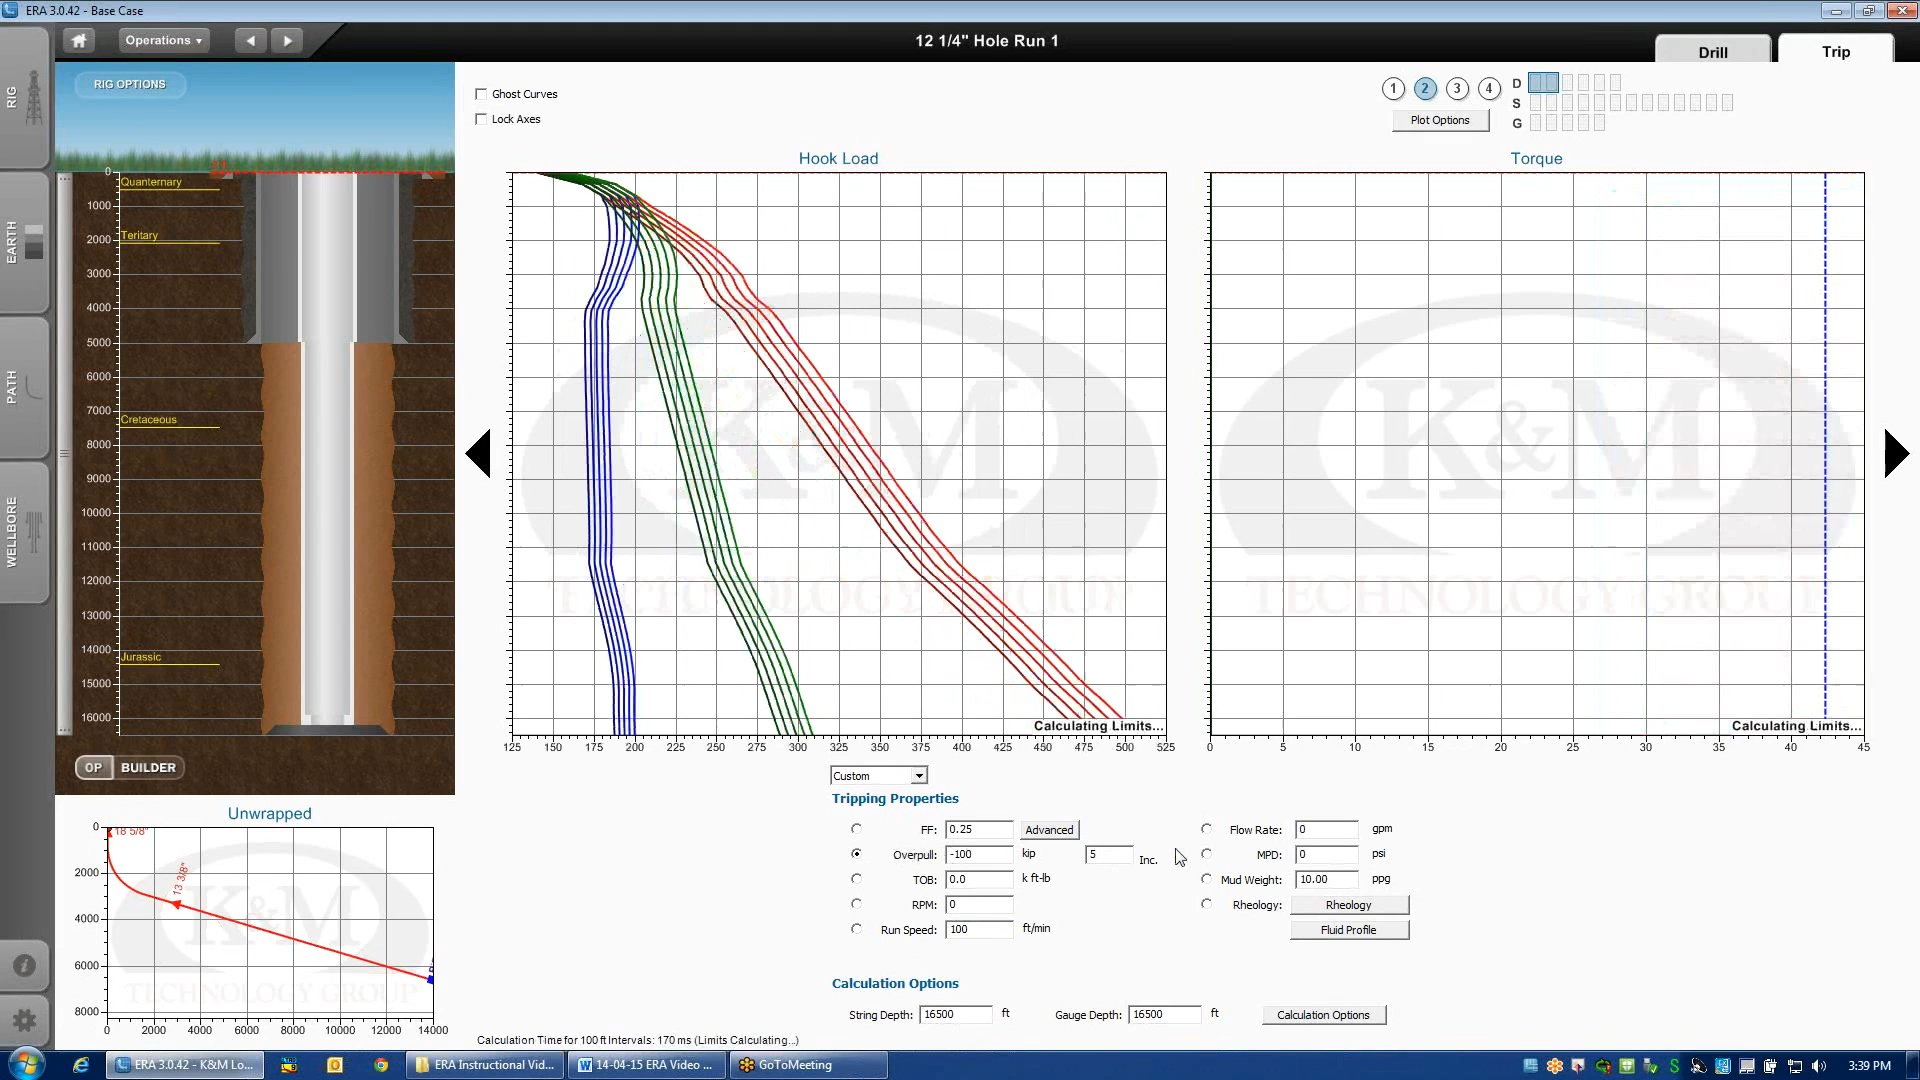 ERA 3.0.42 - Base Case
Operations
12 1/4" Hole Run 1
Drill
Trip
RIG
EARTH
PATH
WELLBORE
RIG OPTIONS
Ghost Curves
Lock Axes
1 2 3 4
Plot Options
D
S
G
0
1000
2000
3000
4000
5000
6000
7000
8000
9000
10000
11000
12000
13000
14000
15000
16000
Quanternary
Teritary
Cretaceous
Jurassic
OP BUILDER
Hook Load
K&M
TECHNOLOGY GROUP
Calculating Limits...
125 150 175 200 225 250 275 300 325 350 375 400 425 450 475 500 525
Torque
K&M
TECHNOLOGY GROUP
Calculating Limits...
0 5 10 15 20 25 30 35 40 45
Unwrapped
0
2000
4000
6000
8000
18 5/8"
13 3/8"
K&M
TECHNOLOGY GROUP
0 2000 4000 6000 8000 10000 12000 14000
Custom
Tripping Properties
FF: 0.25 Advanced
Overpull: -100 kip 5 Inc.
TOB: 0.0 k ft-lb
RPM: 0
Run Speed: 100 ft/min
Flow Rate: 0 gpm
MPD: 0 psi
Mud Weight: 10.00 ppg
Rheology: Rheology
Fluid Profile
Calculation Options
String Depth: 16500 ft Gauge Depth: 16500 ft Calculation Options
Calculation Time for 100 ft Intervals: 170 ms (Limits Calculating...)
ERA 3.0.42 - K&M Lo...
ERA Instructional Vid...
14-04-15 ERA Video ...
GoToMeeting
3:39 PM